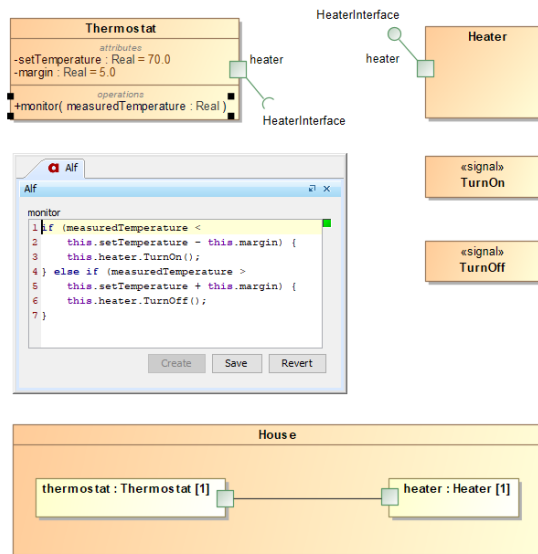 Thermostat
attributes
-setTemperature : Real = 70.0
-margin : Real = 5.0
operations
+monitor( measuredTemperature : Real )
heater
HeaterInterface
HeaterInterface
heater
Heater
«signal»
TurnOn
«signal»
TurnOff
a Alf
Alf
monitor
1 if (measuredTemperature <
2 this.setTemperature - this.margin) {
3 this.heater.TurnOn();
4 } else if (measuredTemperature >
5 this.setTemperature + this.margin) {
6 this.heater.TurnOff();
7 }
Create Save Revert
House
thermostat : Thermostat [1]
heater : Heater [1]